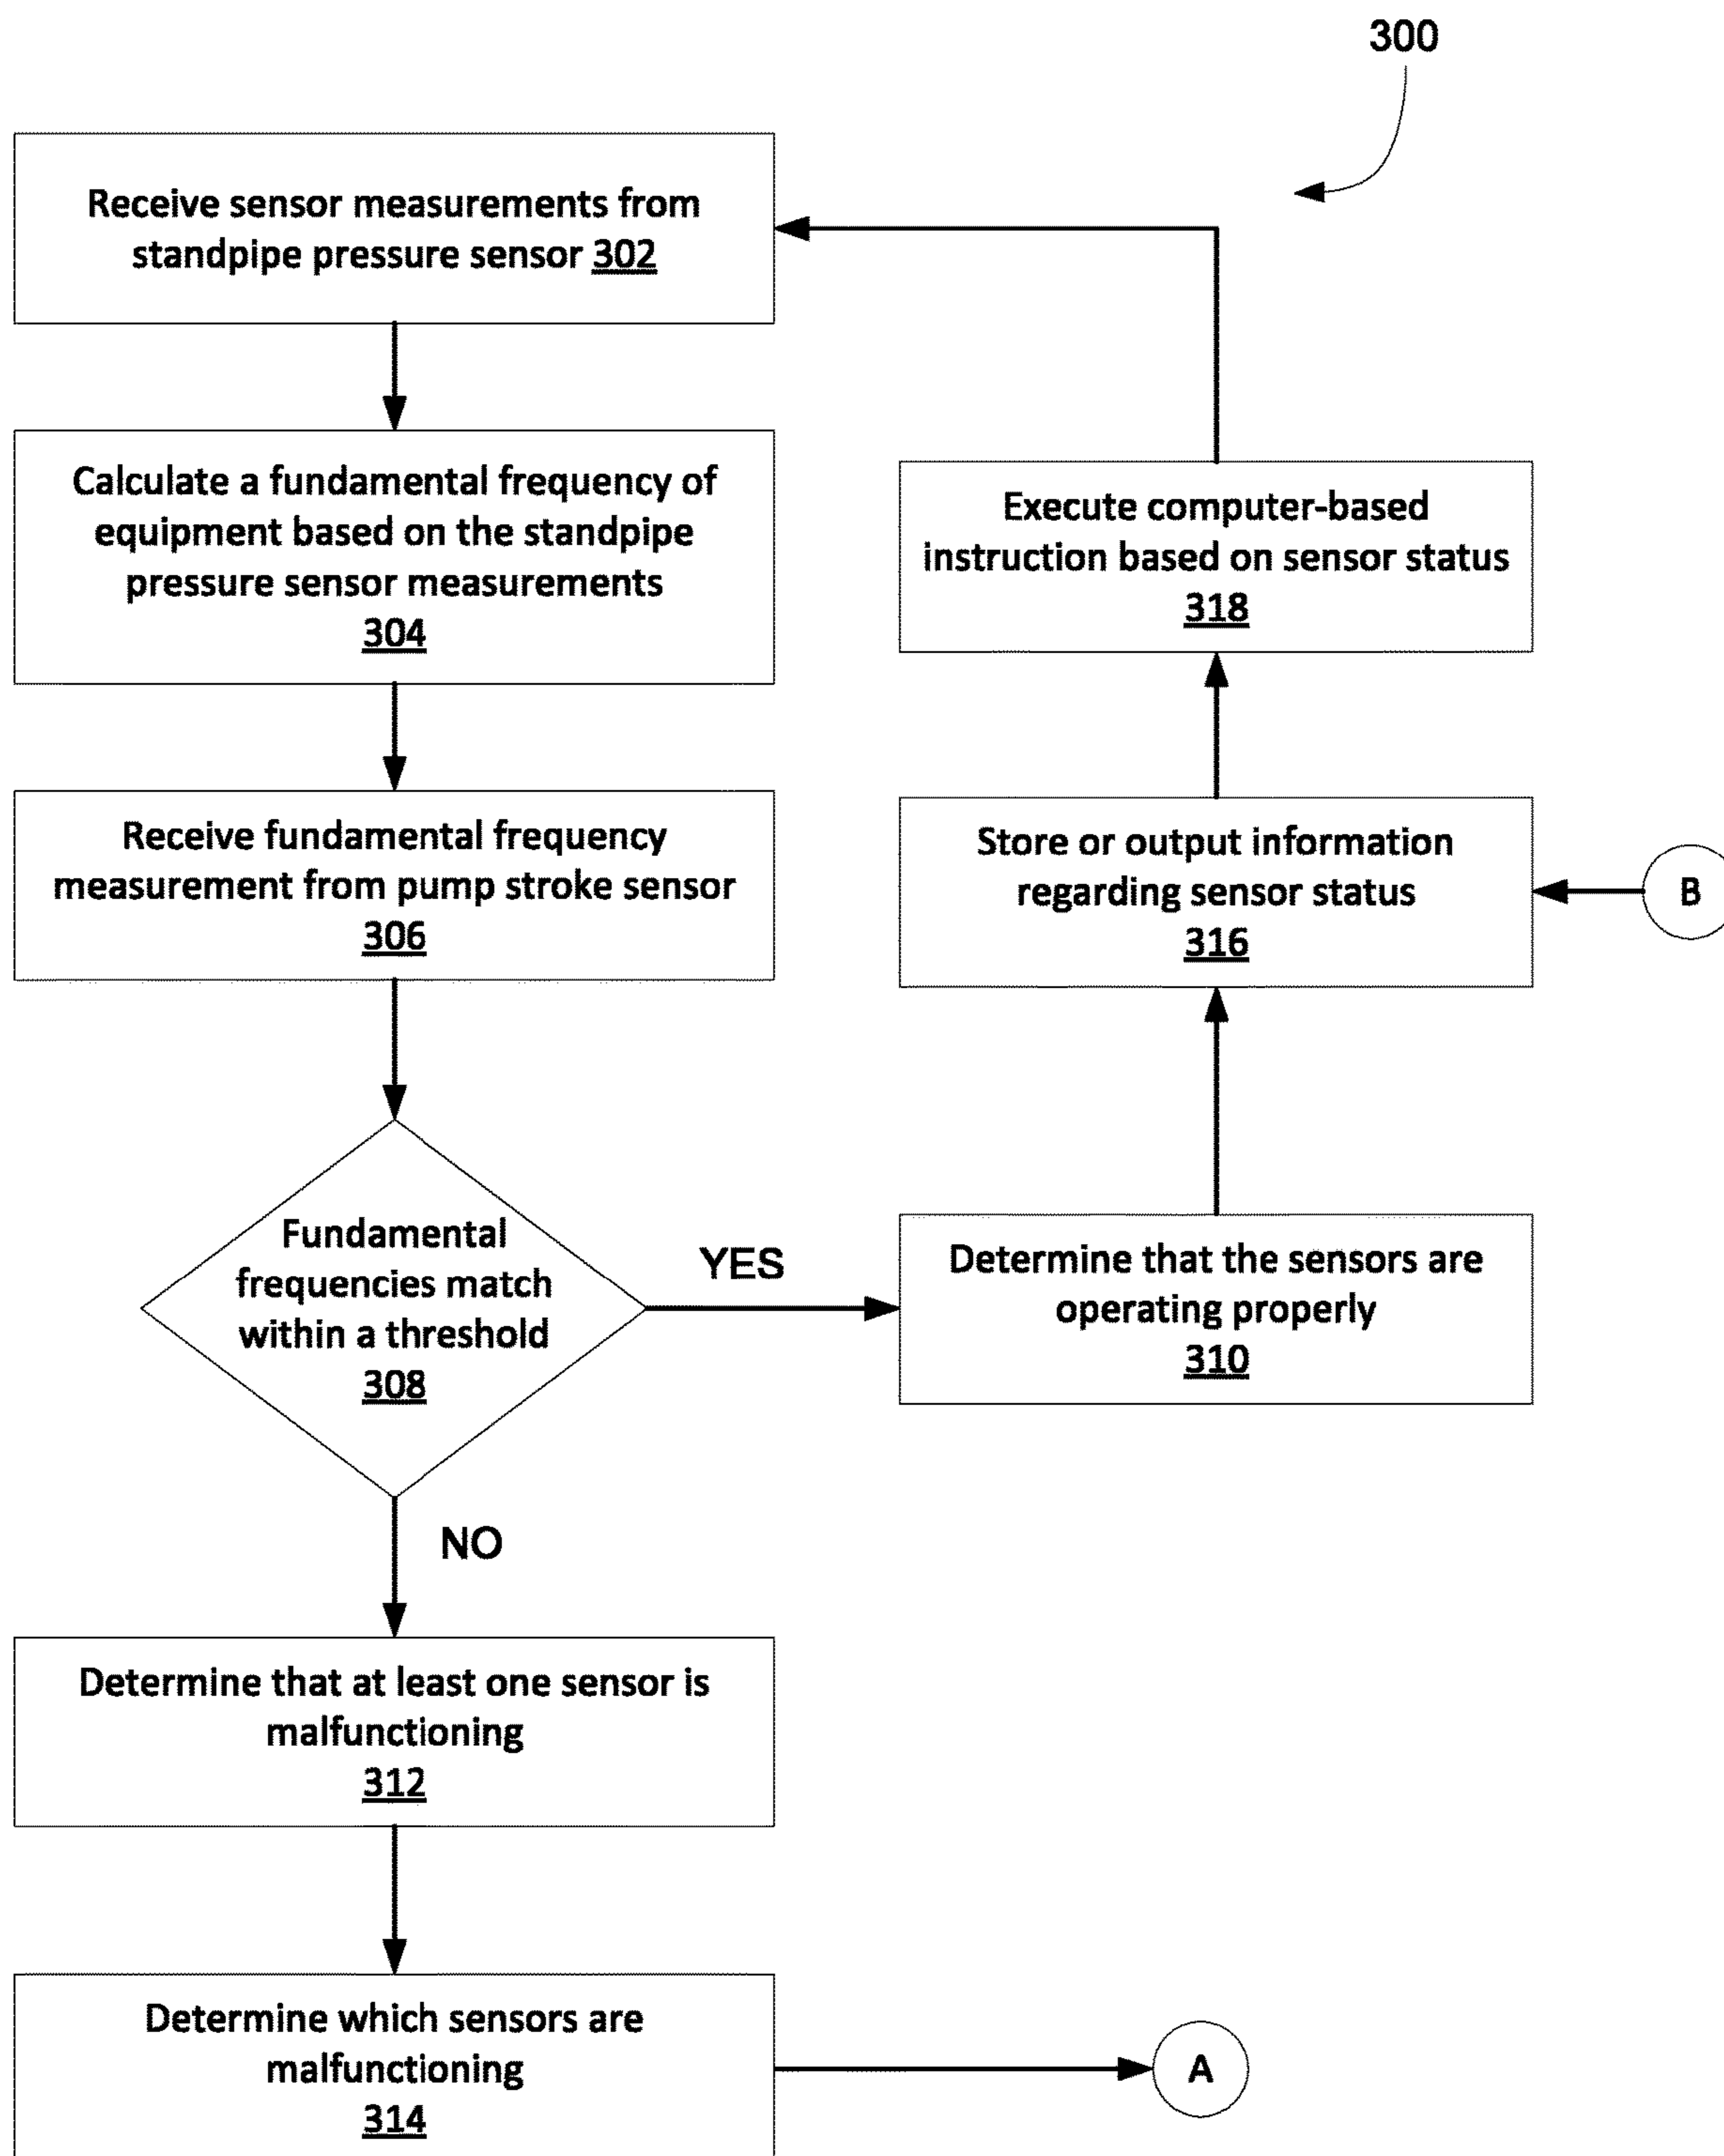 300
Receive sensor measurements from
standpipe pressure sensor 302
Calculate a fundamental frequency of
equipment based on the standpipe
pressure sensor measurements
304
Receive fundamental frequency
measurement from pump stroke sensor
306
Fundamental
frequencies match
within a threshold
308
YES
NO
Determine that at least one sensor is
malfunctioning
312
Determine which sensors are
malfunctioning
314
A
Execute computer-based
instruction based on sensor status
318
Store or output information
regarding sensor status
316
B
Determine that the sensors are
operating properly
310